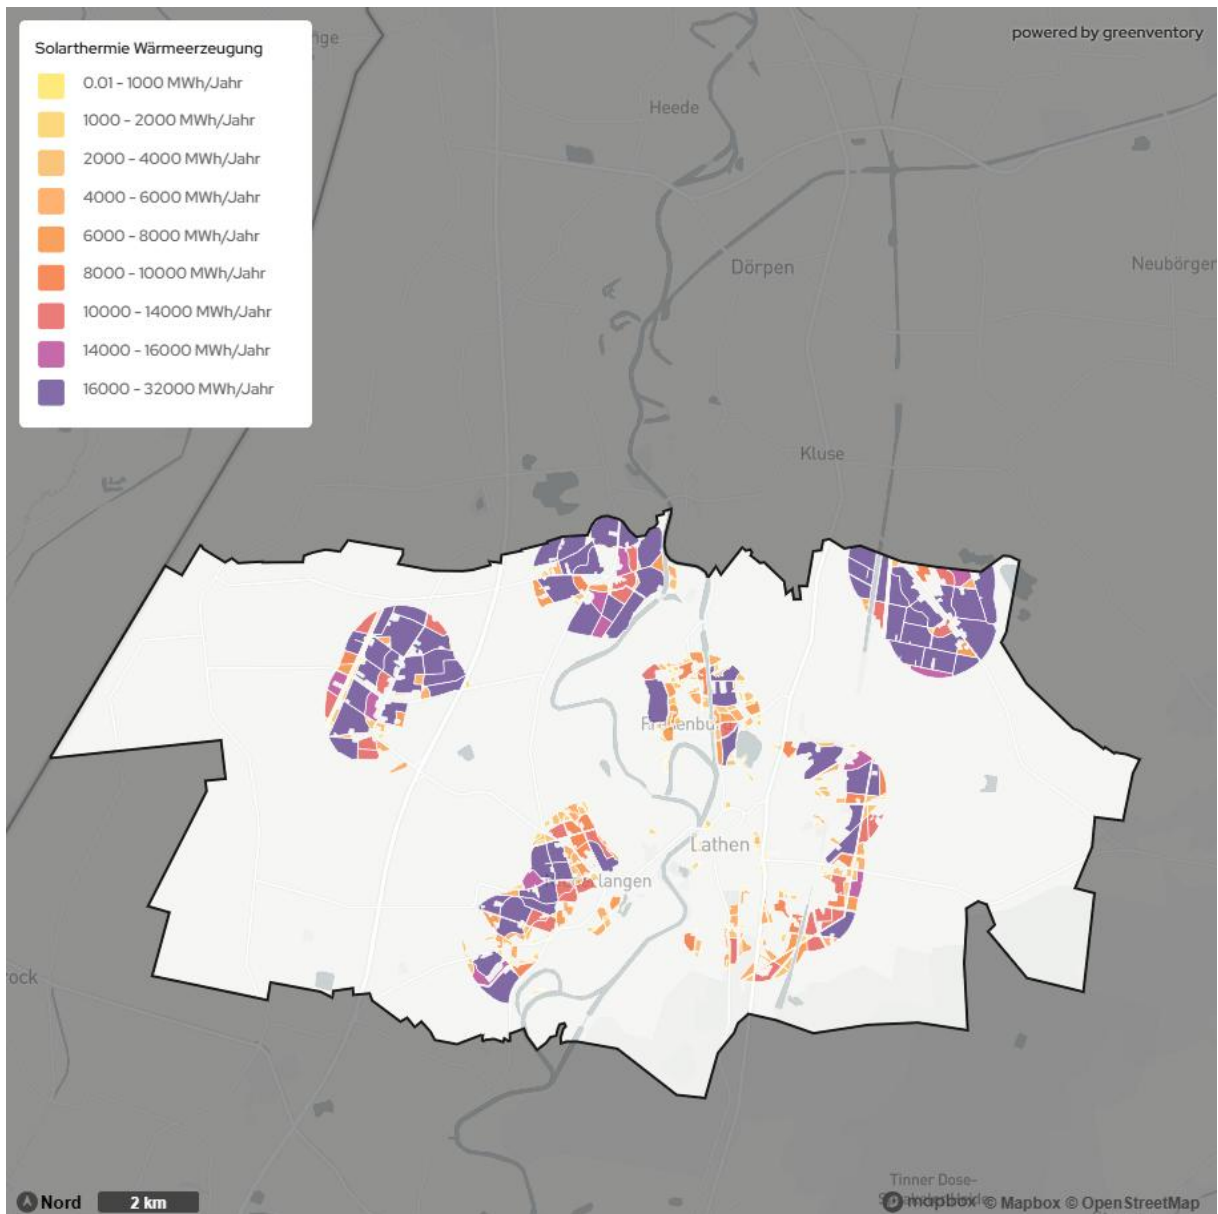 Solarthermie Wärmeerzeugung
0.01 - 1000 MWh/Jahr
1000 - 2000 MWh/Jahr
2000 - 4000 MWh/Jahr
4000 - 6000 MWh/Jahr
6000 - 8000 MWh/Jahr
8000 - 10000 MWh/Jahr
10000 - 14000 MWh/Jahr
14000 - 16000 MWh/Jahr
16000 - 32000 MWh/Jahr
powered by greenventory
Heede
Dörpen
Neubörger
Kluse
Lathen
langen
rock
Tinner Dose-
Nord
2 km
mapbox © Mapbox © OpenStreetMap